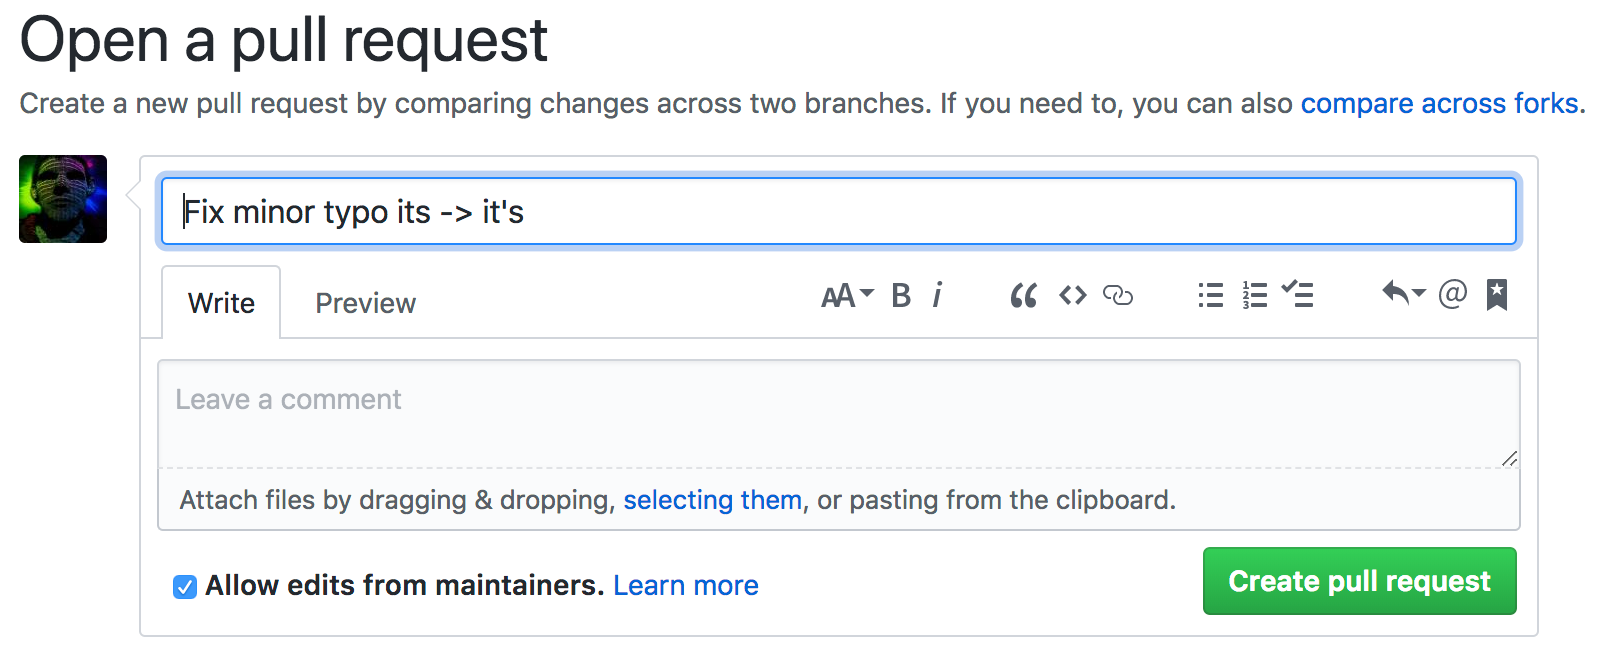 Open a pull request
Create a new pull request by comparing changes across two branches. If you need to, you can also compare across forks.
Fix minor typo its -> it's
Write Preview AA B i
Leave a comment
Attach files by dragging & dropping, selecting them, or pasting from the clipboard.
Allow edits from maintainers. Learn more
Create pull request